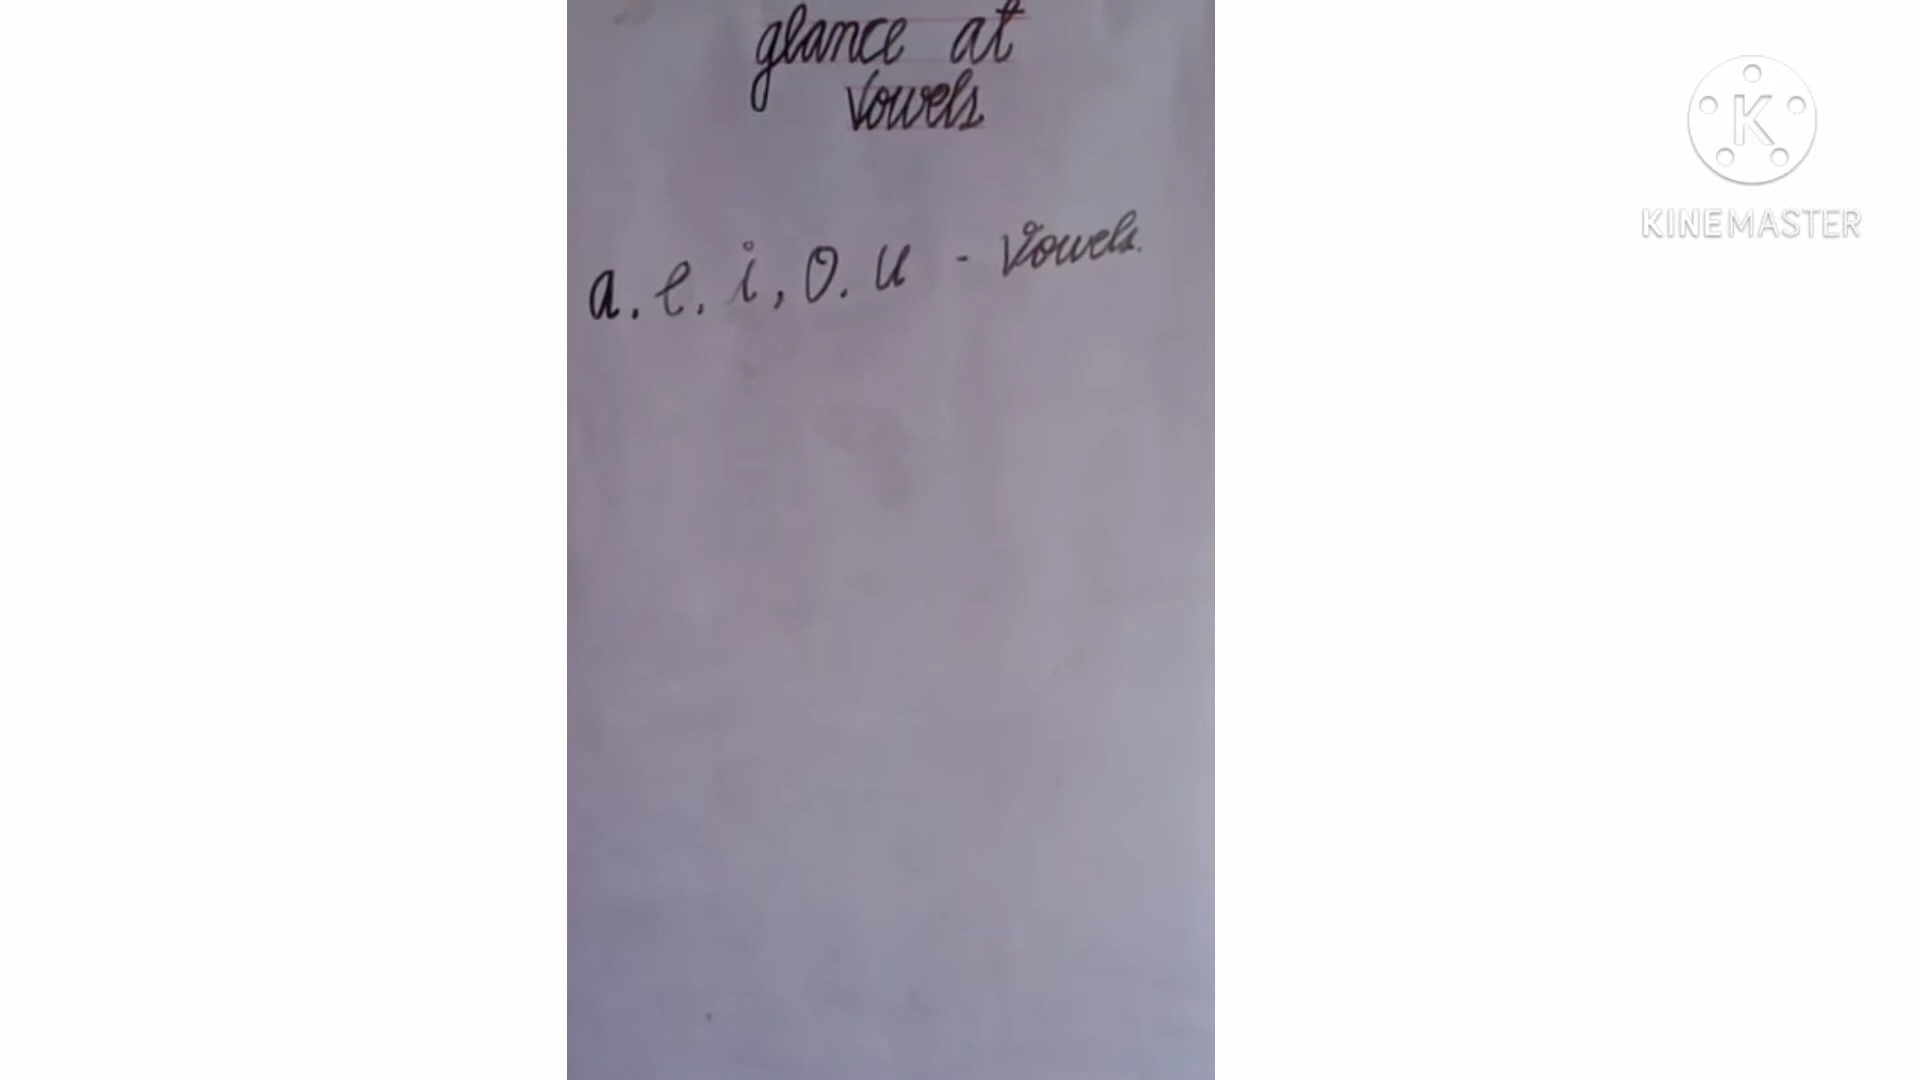 glance at
Vowels
a. e. i, o. u - Vowels.
K
KINEMASTER